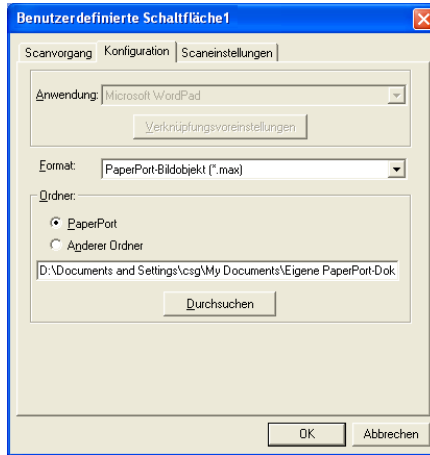 Benutzerdefinierte Schaltfläche1
Scanvorgang Konfiguration Scaneinstellungen
Anwendung: Microsoft WordPad
Verknüpfungsvoreinstellungen
Format: PaperPort-Bildobjekt (*.max)
Ordner:
PaperPort
Anderer Ordner
D:\Documents and Settings\csg\My Documents\Eigene PaperPort-Dok
Durchsuchen
OK Abbrechen